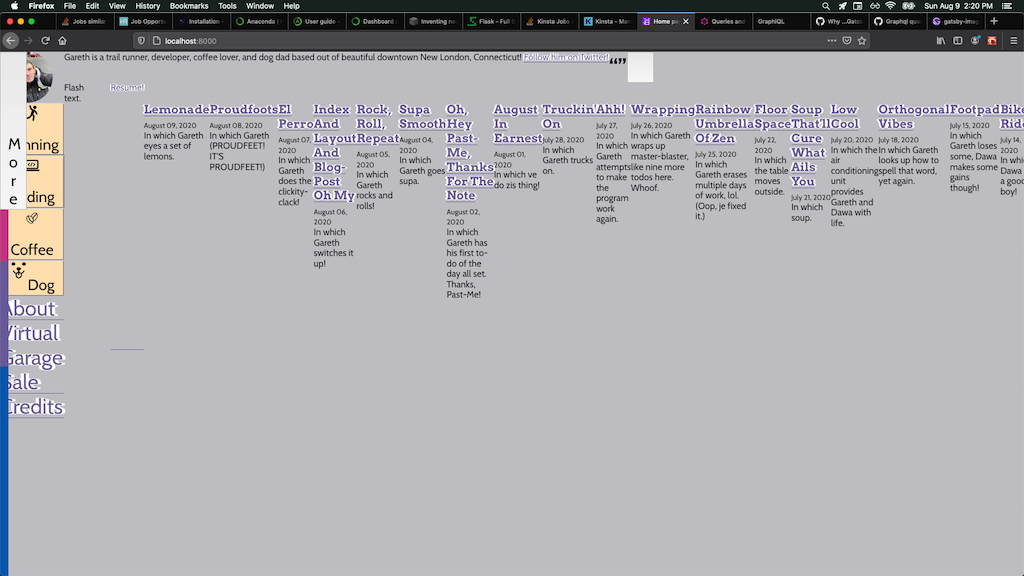 Firefox File Edit View History Bookmarks Tools Window Help
Sun Aug 9 2:20 PM
Jobs similar
Job Opportu
Installation -
Anaconda |
User guide -
Dashboard
Inventing n
Flask - Full
Kinsta Jobs
Kinsta - Man
Home pa
Queries and
GraphiQL
Why ...Gatsb
Graphql qu
gatsby-imag
localhost:8000
Gareth is a trail runner, developer, coffee lover, and dog dad based out of beautiful downtown New London, Connecticut! Follow him on Twitter!
Flash
text.
Resume!
More
nning
ding
Coffee
Dog
About
Virtual
Garage
Sale
Credits
Lemonade
August 09, 2020
In which Gareth
eyes a set of
lemons.
Proudfoots
August 08, 2020
In which Gareth
(PROUDFEET!
IT'S
PROUDFEET!)
El
Perro
August 07,
2020
In which
Gareth
does the
clickity-
clack!
Index
And
Layout
And
Blog-
Post
Oh My
August 06,
2020
In which
Gareth
switches it
up!
Rock,
Roll,
Repeat
August 05,
2020
In which
Gareth
rocks and
rolls!
Supa
Smooth
August 04, 2020
In which
Gareth goes
supa.
Oh,
Hey
Past-
Me,
Thanks
For The
Note
August 02,
2020
In which
Gareth has
his first to-
do of the
day all set.
Thanks,
Past-Me!
August
In
Earnest
August 01,
2020
In which ve
do zis thing!
Truckin'
On
July 28, 2020
In which
Gareth trucks
on.
Ahh!
July 27,
2020
In which
Gareth
attempts
to make
the
program
work
again.
Wrapping
July 26, 2020
In which Gareth
wraps up
master-blaster,
like nine more
todos here.
Whoof.
Rainbow
Umbrella
Of Zen
July 25, 2020
In which
Gareth erases
multiple days
of work, lol.
(Oop, je fixed
it.)
Floor
Space
July 22,
2020
In which
the table
moves
outside.
Soup
That'll
Cure
What
Ails
You
July 21, 2020
In which
soup.
Low
Cool
July 20, 2020
In which the
air
conditioning
unit
provides
Gareth and
Dawa with
life.
Orthogonal
Vibes
July 18, 2020
In which Gareth
looks up how to
spell that word,
yet again.
Footpad
July 15, 2020
Gareth loses
some, Dawa
makes some
gains
though!
Bike
Ride
July 14,
2020
In which
Dawa
a good
boy!